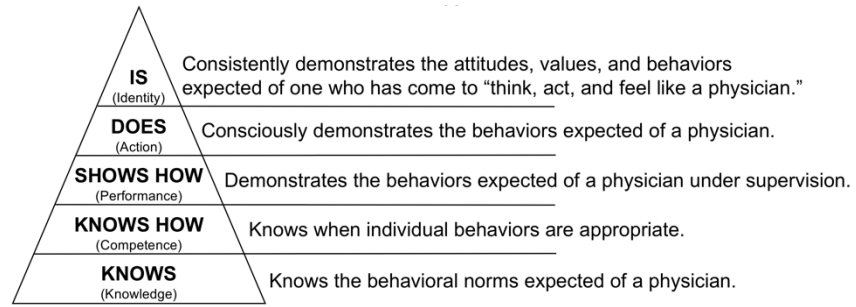 IS
(Identity)
Consistently demonstrates the attitudes, values, and behaviors
expected of one who has come to “think, act, and feel like a physician.”
DOES
(Action)
Consciously demonstrates the behaviors expected of a physician.
SHOWS HOW
(Performance)
Demonstrates the behaviors expected of a physician under supervision.
KNOWS HOW
(Competence)
Knows when individual behaviors are appropriate.
KNOWS
(Knowledge)
Knows the behavioral norms expected of a physician.